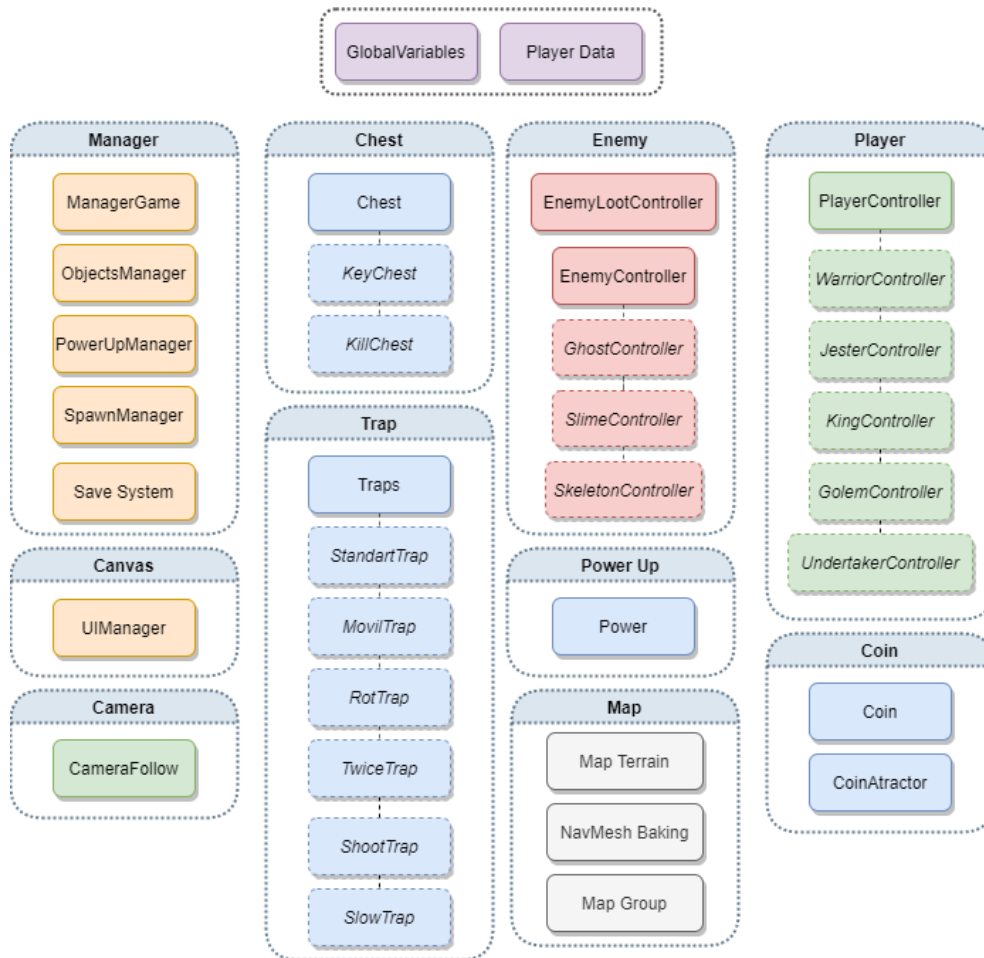 GlobalVariables
Player Data
Manager
ManagerGame
ObjectsManager
PowerUpManager
SpawnManager
Save System
Canvas
UIManager
Camera
CameraFollow
Chest
Chest
KeyChest
KillChest
Trap
Traps
StandartTrap
MovilTrap
RotTrap
TwiceTrap
ShootTrap
SlowTrap
Enemy
EnemyLootController
EnemyController
GhostController
SlimeController
SkeletonController
Power Up
Power
Map
Map Terrain
NavMesh Baking
Map Group
Player
PlayerController
WarriorController
JesterController
KingController
GolemController
UndertakerController
Coin
Coin
CoinAtractor